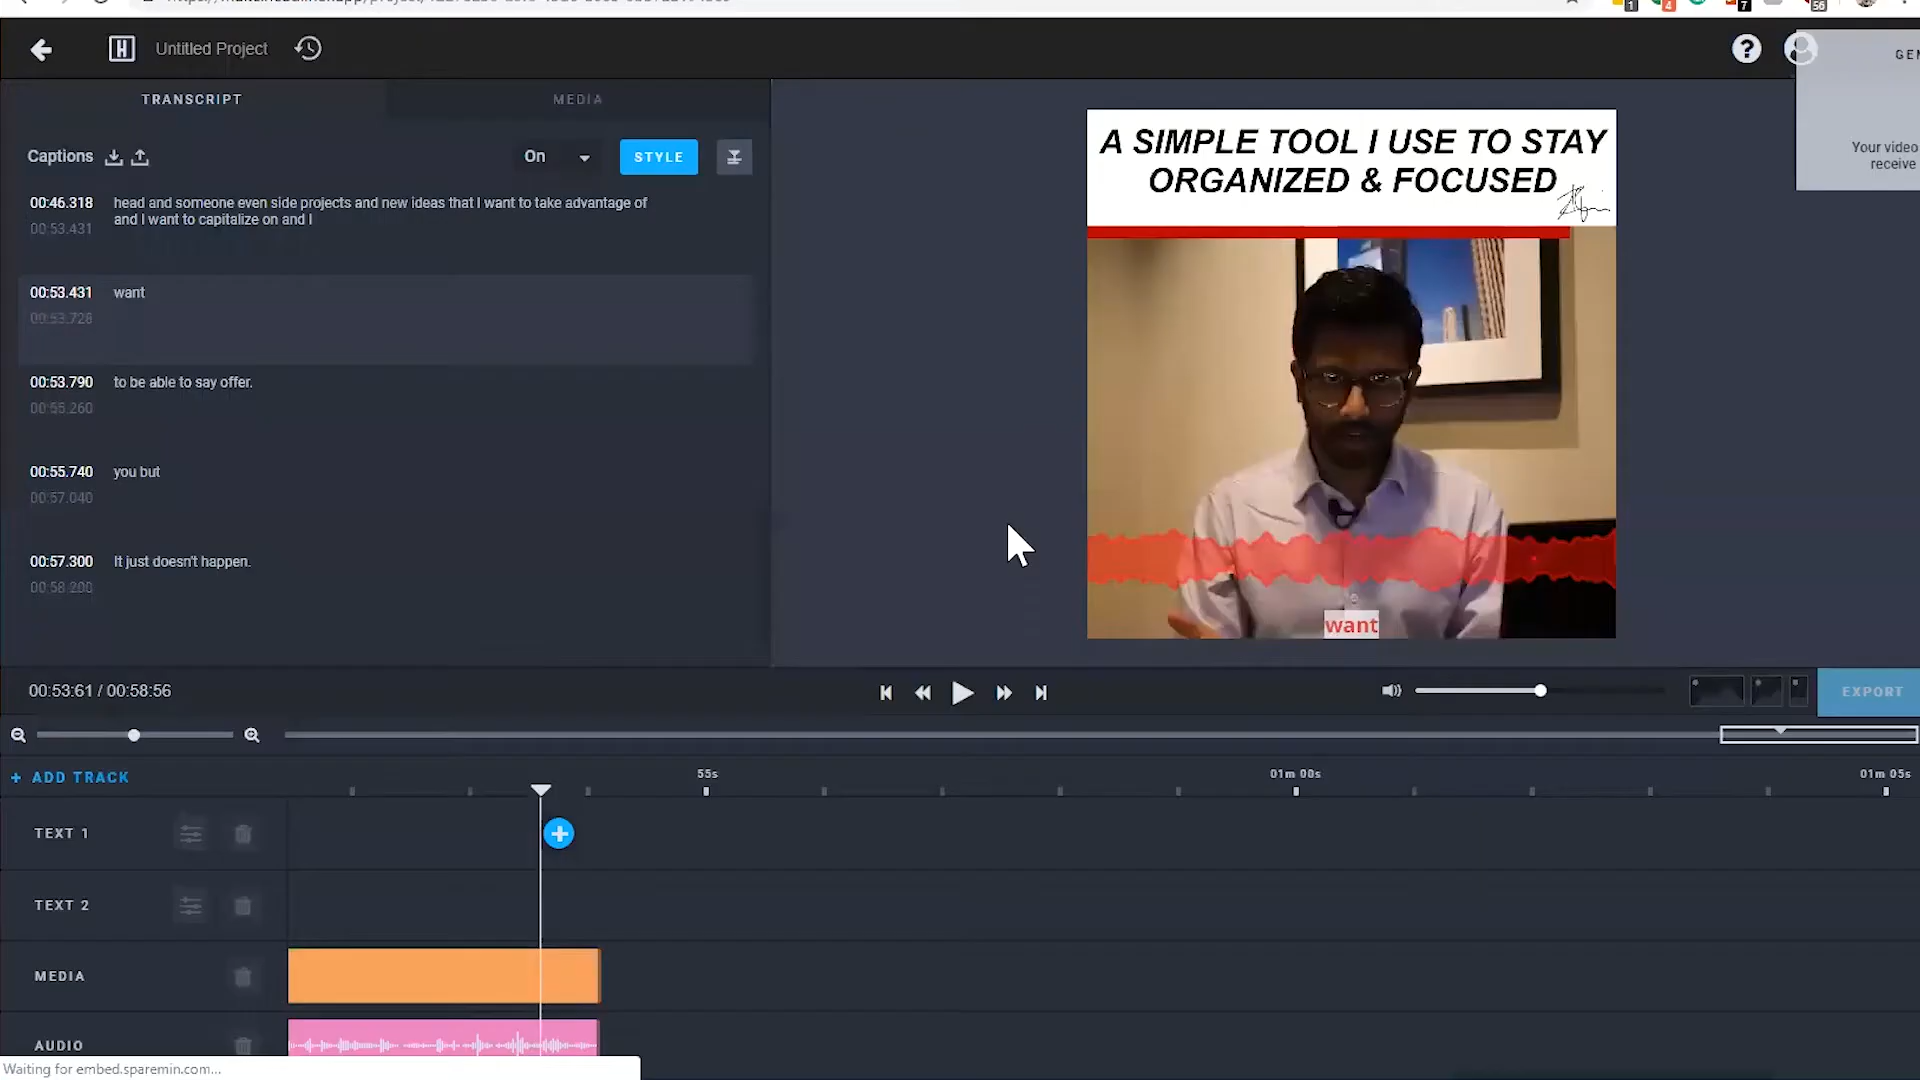 1
4
7
56
H
Untitled Project
?
GEN
TRANSCRIPT
MEDIA
Your video
receive
Captions
On
STYLE
00:46.318
head and someone even side projects and new ideas that I want to take advantage of
and I want to capitalize on and I
00:53.431
00:53.431
want
00:53.728
00:53.790
to be able to say offer.
00:55.260
00:55.740
you but
00:57.040
00:57.300
It just doesn't happen.
00:58.200
A SIMPLE TOOL I USE TO STAY
ORGANIZED & FOCUSED
want
00:53:61 / 00:58:56
EXPORT
+ ADD TRACK
55s
01m 00s
01m 05s
TEXT 1
TEXT 2
MEDIA
AUDIO
Waiting for embed.sparemin.com...